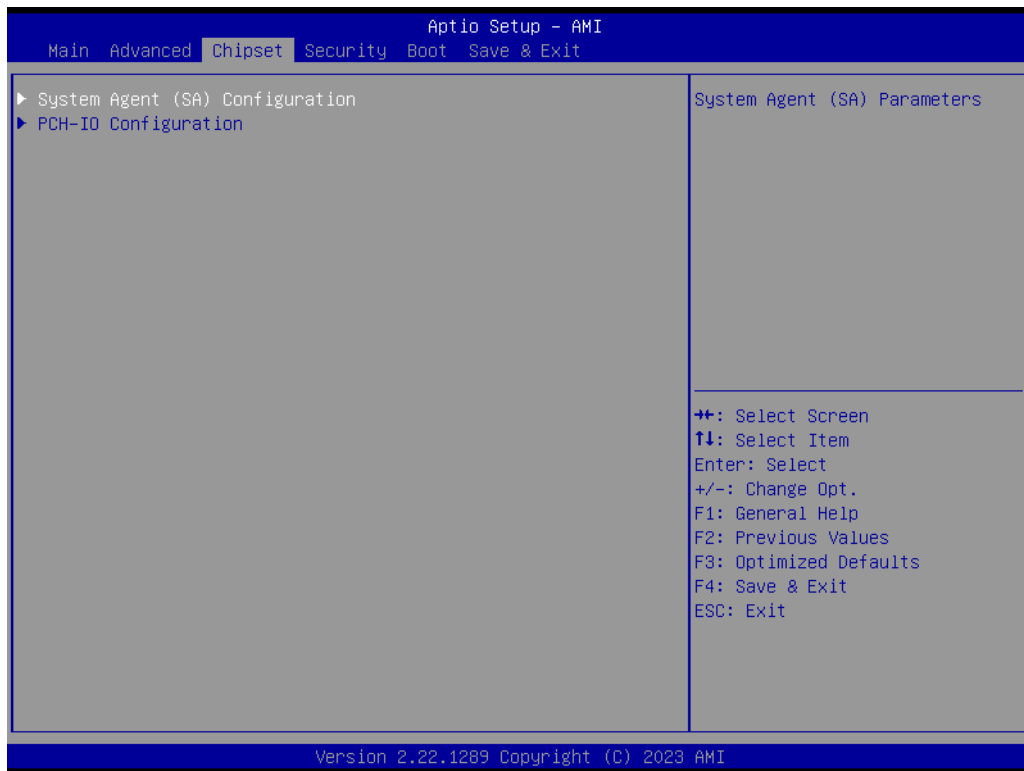 Aptio Setup – AMI
Main Advanced Chipset Security Boot Save & Exit
▶ System Agent (SA) Configuration
▶ PCH-IO Configuration
System Agent (SA) Parameters
→←: Select Screen
↑↓: Select Item
Enter: Select
+/-: Change Opt.
F1: General Help
F2: Previous Values
F3: Optimized Defaults
F4: Save & Exit
ESC: Exit
Version 2.22.1289 Copyright (C) 2023 AMI